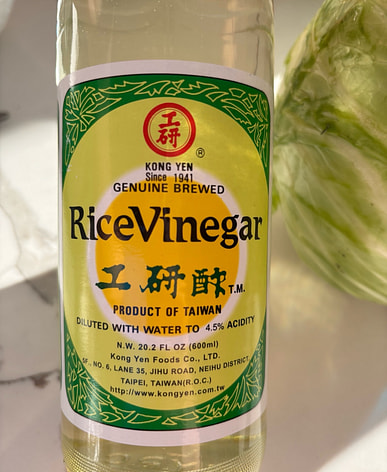 工研
®
KONG YEN
Since 1941
GENUINE BREWED
RiceVinegar
工研酢 T.M.
PRODUCT OF TAIWAN
DILUTED WITH WATER TO 4.5% ACIDITY
N.W. 20.2 FL OZ (600ml)
Kong Yen Foods Co., LTD.
5F., NO. 6, LANE 35, JIHU ROAD, NEIHU DISTRICT,
TAIPEI, TAIWAN(R.O.C.)
http://www.kongyen.com.tw